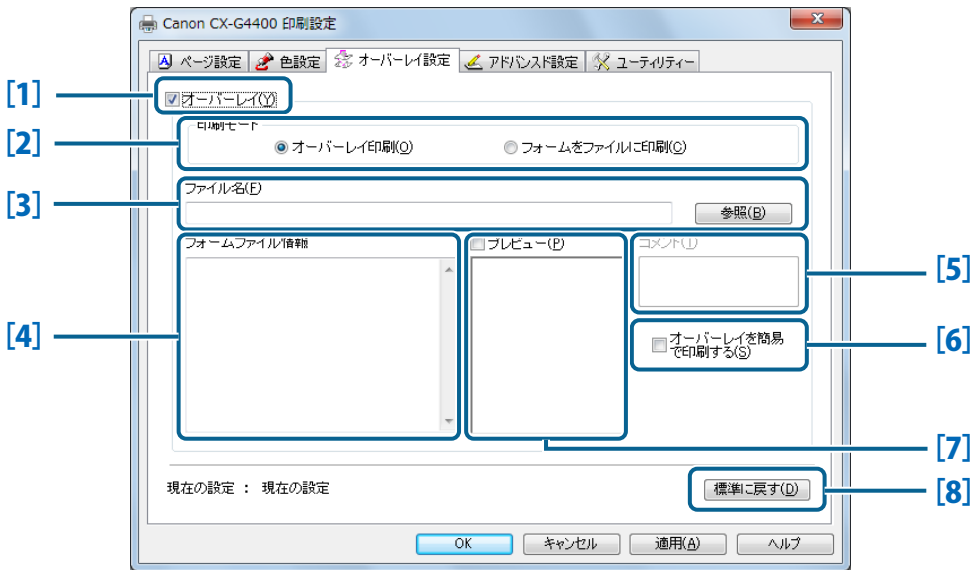 Canon CX-G4400 印刷設定
ページ設定 色設定 オーバーレイ設定 アドバンスド設定 ユーティリティー
[1]
オーバーレイ(Y)
[2]
印刷モード
オーバーレイ印刷(O) フォームをファイルに印刷(C)
[3]
ファイル名(F)
参照(B)
フォームファイル情報 プレビュー(P) コメント(T)
[5]
[4]
オーバーレイを簡易
で印刷する(S)
[6]
[7]
現在の設定 : 現在の設定
標準に戻す(D)
[8]
OK キャンセル 適用(A) ヘルプ